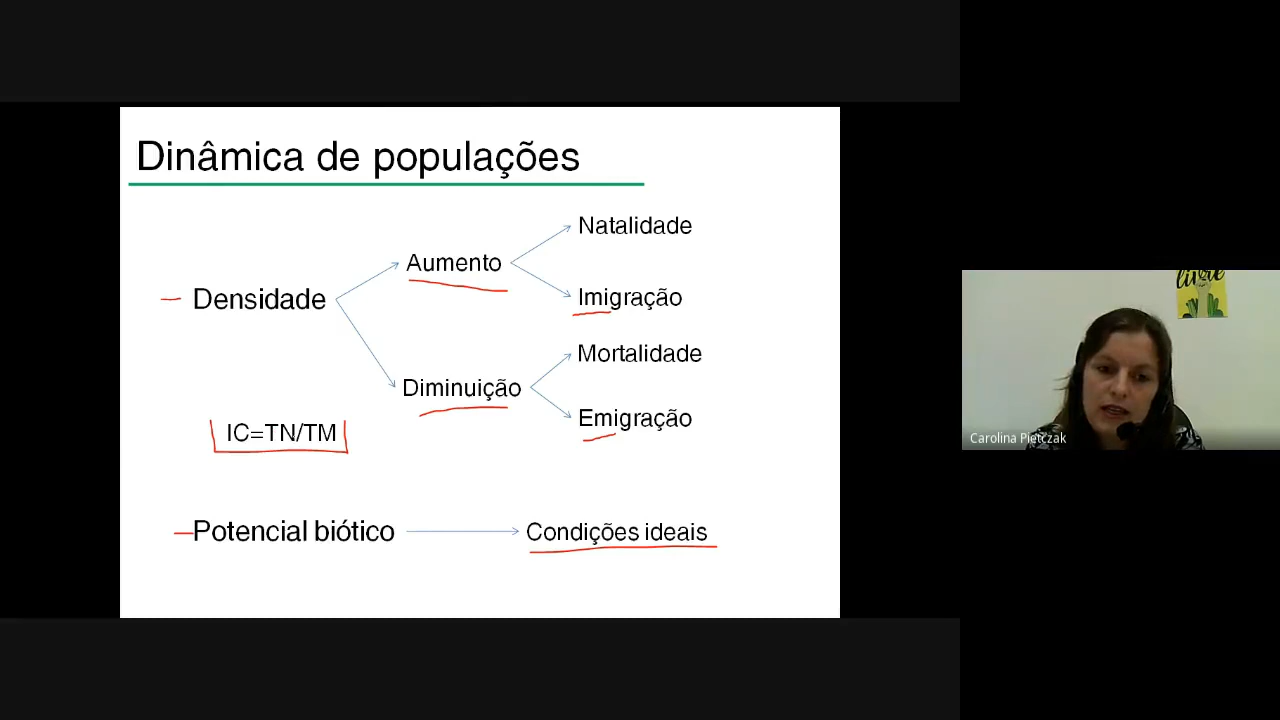 Dinâmica de populações
Natalidade
Aumento
Densidade
Imigração
Mortalidade
Diminuição
Emigração
IC=TN/TM
Potencial biótico
Condições ideais
livre
Carolina Pietczak